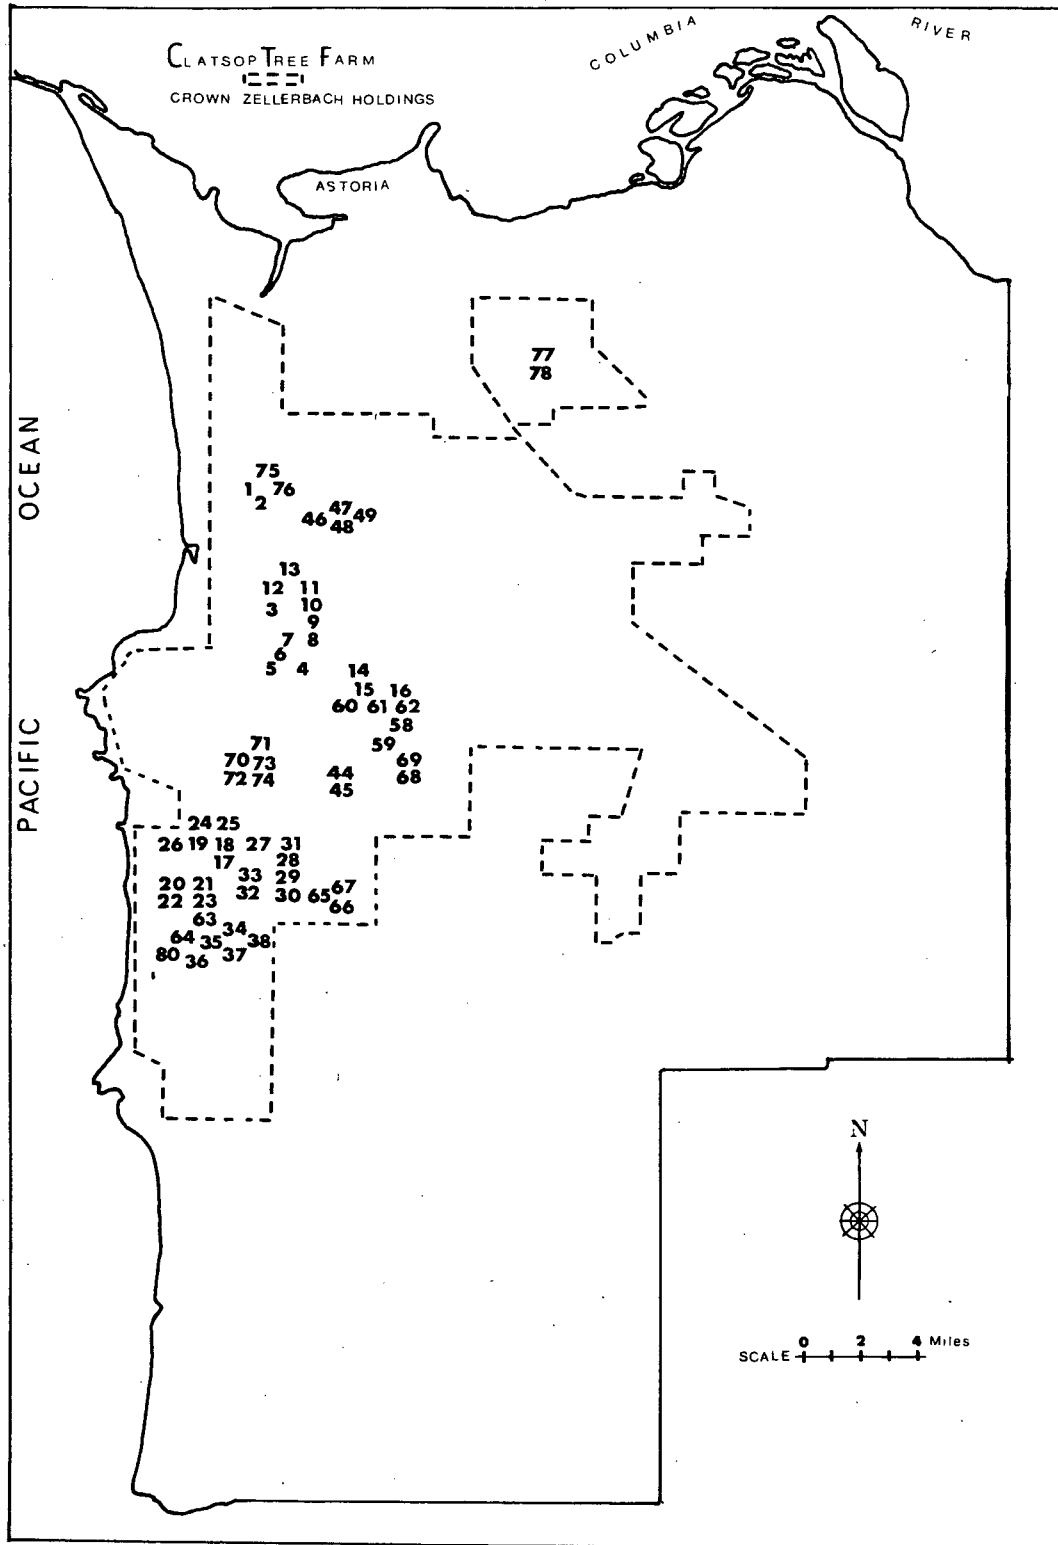 CLATSOP TREE FARM
CROWN ZELLERBACH HOLDINGS
COLUMBIA RIVER
ASTORIA
PACIFIC OCEAN
77
78
75
1 76
2
47
46 49
48
13
12 11
3 10
9
7 8
6
5 4
14
15 16
60 61 62
58
71 59
70 73 69
72 74 44 68
45
24 25
26 19 18 27 31
17 28
33 29
20 21 32 67
22 23 30 65
63 66
34
64 35 38
80 37
36
N
0 2 4 Miles
SCALE